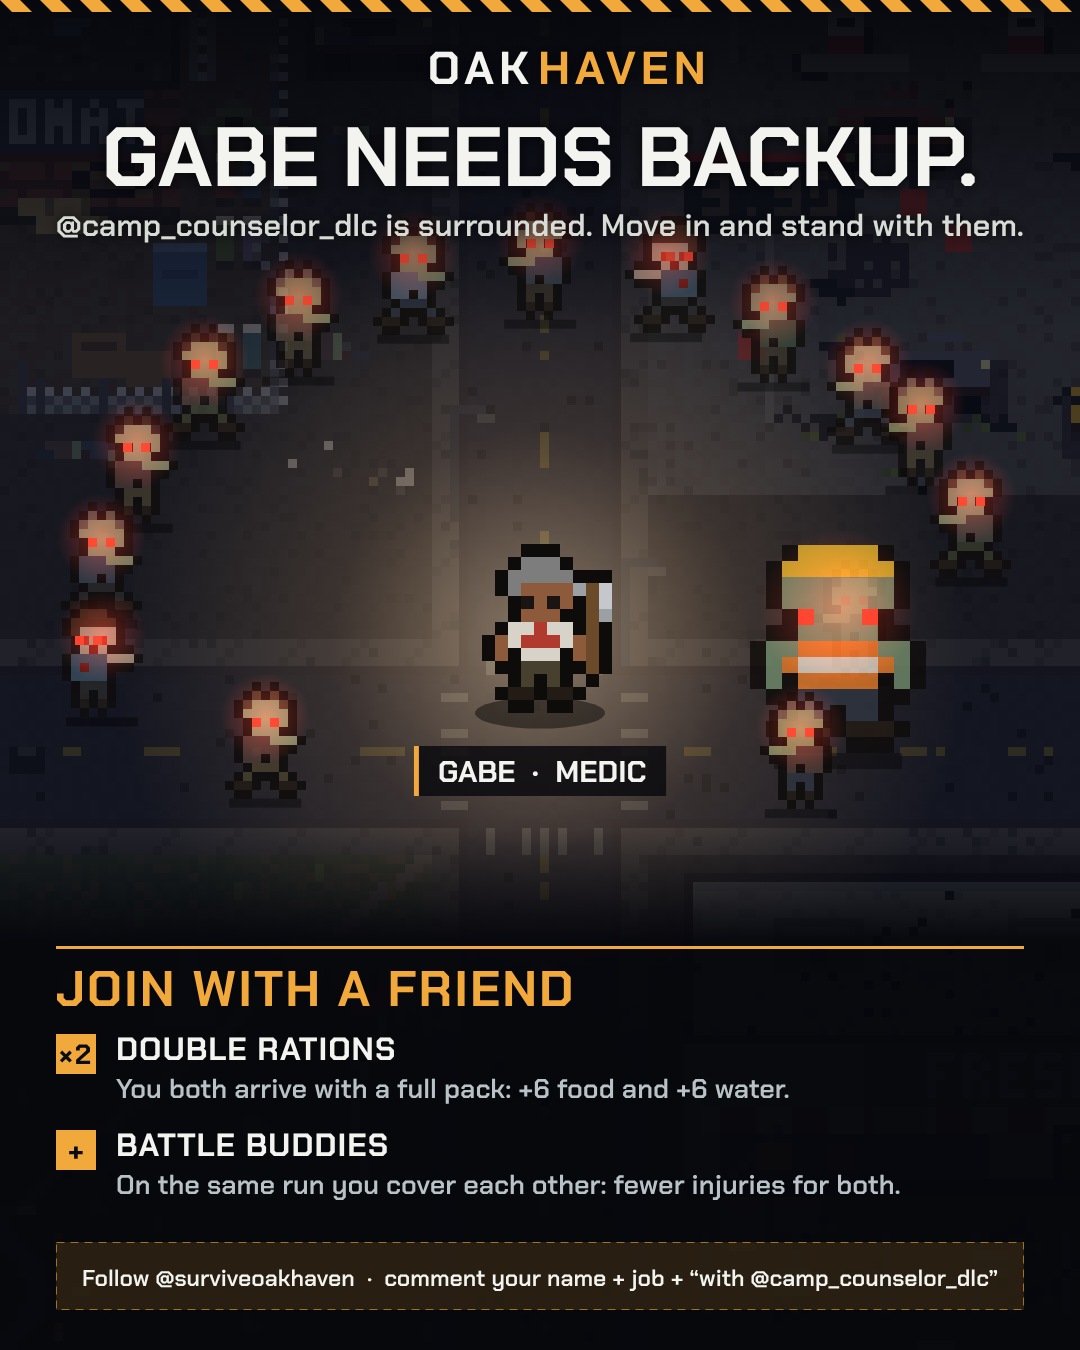 OAKHAVEN
GABE NEEDS BACKUP.
@camp_counselor_dlc is surrounded. Move in and stand with them.
GABE · MEDIC
JOIN WITH A FRIEND
×2 DOUBLE RATIONS
You both arrive with a full pack: +6 food and +6 water.
+ BATTLE BUDDIES
On the same run you cover each other: fewer injuries for both.
Follow @surviveoakhaven · comment your name + job + “with @camp_counselor_dlc”